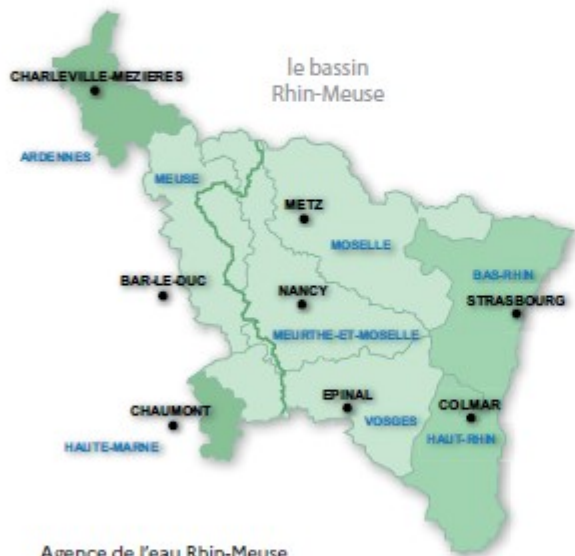 le bassin
Rhin-Meuse
CHARLEVILLE-MEZIERES
ARDENNES
MEUSE
METZ
MOSELLE
BAS-RHIN
BAR-LE-DUC
NANCY
STRASBOURG
MEURTHE-ET-MOSELLE
EPINAL
COLMAR
CHAUMONT
VOSGES
HAUTE-MARNE
HAUT-RHIN
Agence de l'eau Rhin-Meuse